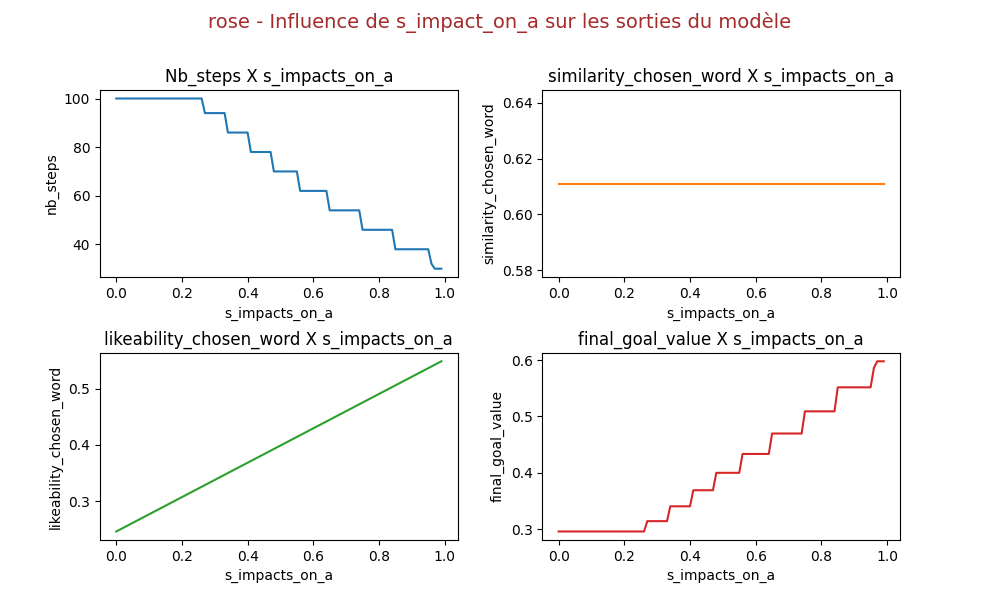 rose - Influence de s_impact_on_a sur les sorties du modèle
Nb_steps X s_impacts_on_a
nb_steps
100
80
60
40
0.0 0.2 0.4 0.6 0.8 1.0
s_impacts_on_a
similarity_chosen_word X s_impacts_on_a
similarity_chosen_word
0.64
0.62
0.60
0.58
0.0 0.2 0.4 0.6 0.8 1.0
s_impacts_on_a
likeability_chosen_word X s_impacts_on_a
likeability_chosen_word
0.5
0.4
0.3
0.0 0.2 0.4 0.6 0.8 1.0
s_impacts_on_a
final_goal_value X s_impacts_on_a
final_goal_value
0.6
0.5
0.4
0.3
0.0 0.2 0.4 0.6 0.8 1.0
s_impacts_on_a